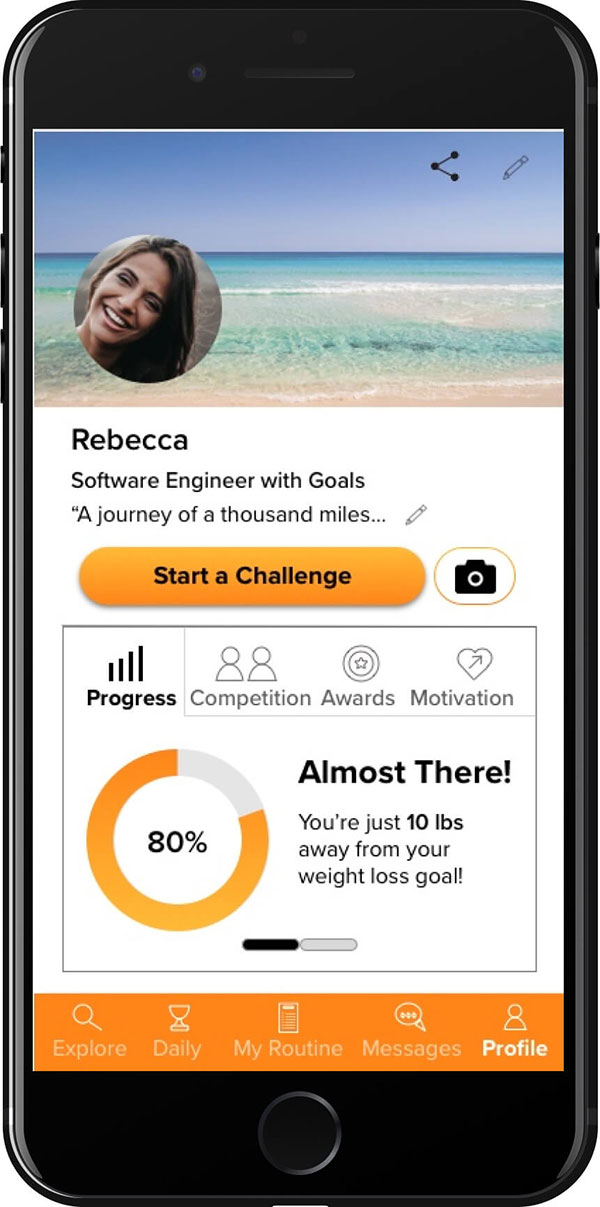 Rebecca
Software Engineer with Goals
“A journey of a thousand miles...
Start a Challenge
Progress Competition Awards Motivation
80%
Almost There!
You’re just 10 lbs
away from your
weight loss goal!
Explore Daily My Routine Messages Profile